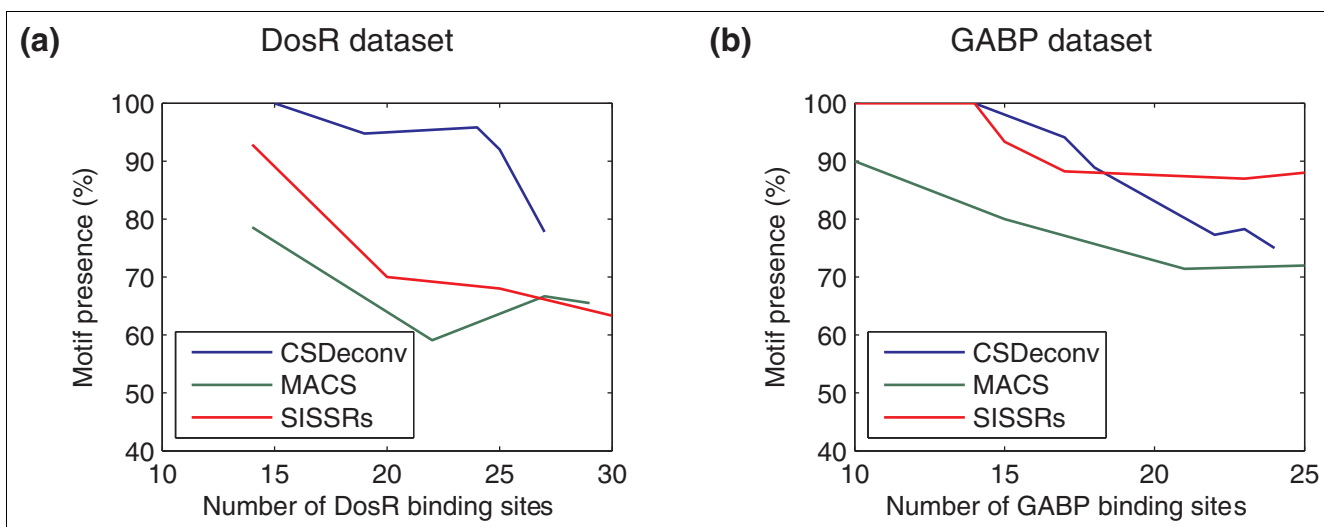 (a) DosR dataset
100
90
80
70
60
50
40
Motif presence (%)
CSDeconv
MACS
SISSRs
10 15 20 25 30
Number of DosR binding sites
(b) GABP dataset
100
90
80
70
60
50
40
Motif presence (%)
CSDeconv
MACS
SISSRs
10 15 20 25
Number of GABP binding sites